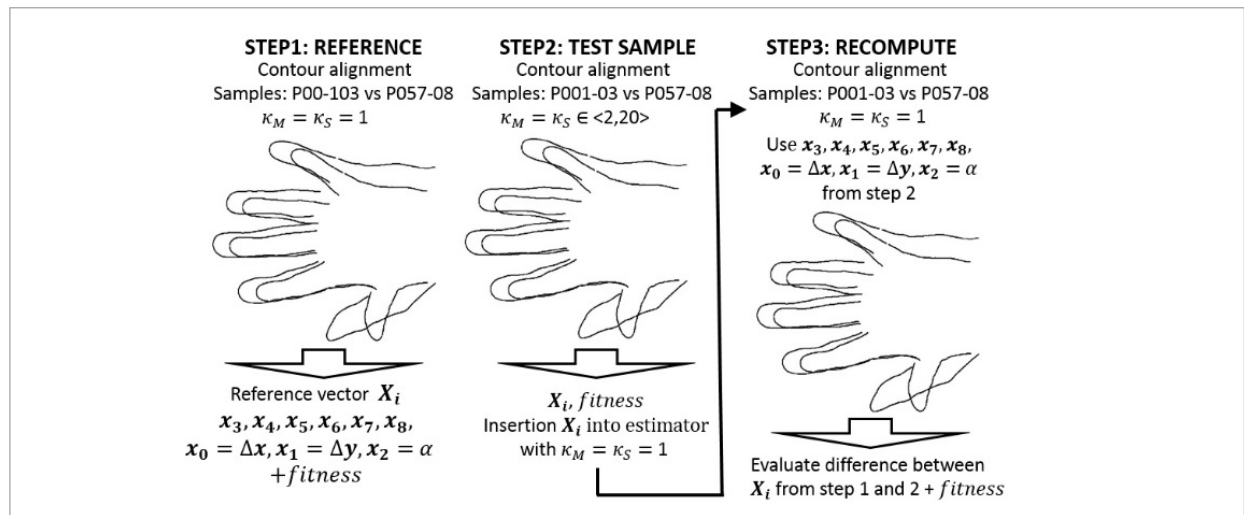 STEP1: REFERENCE
Contour alignment
Samples: P00-103 vs P057-08
κ_M = κ_S = 1
Reference vector X_i
x_3, x_4, x_5, x_6, x_7, x_8,
x_0 = Δx, x_1 = Δy, x_2 = α
+fitness
STEP2: TEST SAMPLE
Contour alignment
Samples: P001-03 vs P057-08
κ_M = κ_S ∈ <2,20>
X_i, fitness
Insertion X_i into estimator
with κ_M = κ_S = 1
STEP3: RECOMPUTE
Contour alignment
Samples: P001-03 vs P057-08
κ_M = κ_S = 1
Use x_3, x_4, x_5, x_6, x_7, x_8,
x_0 = Δx, x_1 = Δy, x_2 = α
from step 2
Evaluate difference between
X_i from step 1 and 2 + fitness